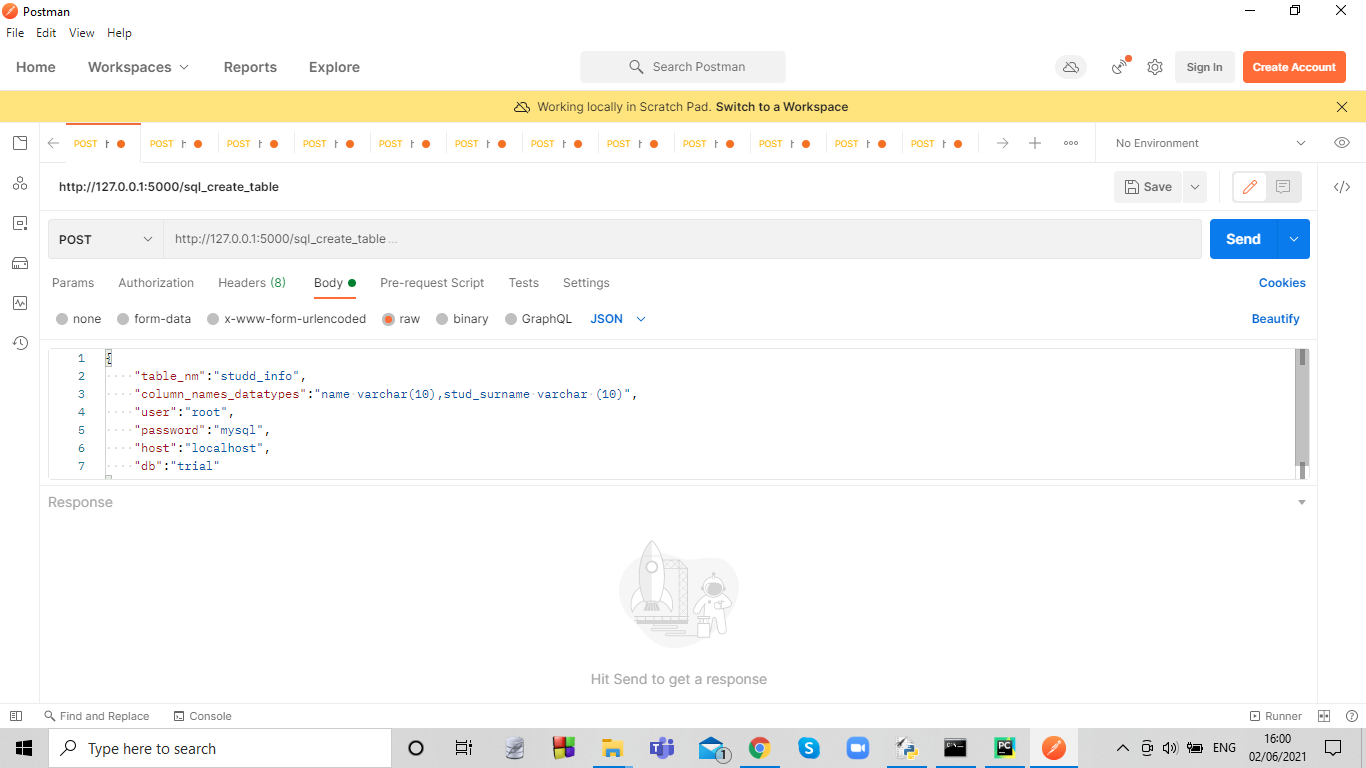 Postman
File Edit View Help
Home Workspaces Reports Explore Search Postman Sign In Create Account
Working locally in Scratch Pad. Switch to a Workspace
POST POST POST POST POST POST POST POST POST POST POST POST ooo No Environment
http://127.0.0.1:5000/sql_create_table Save
POST http://127.0.0.1:5000/sql_create_table ... Send
Params Authorization Headers (8) Body Pre-request Script Tests Settings Cookies
none form-data x-www-form-urlencoded raw binary GraphQL JSON Beautify
1 {
2 ····"table_nm":"studd_info",
3 ····"column_names_datatypes":"name·varchar(10),stud_surname·varchar·(10)",
4 ····"user":"root",
5 ····"password":"mysql",
6 ····"host":"localhost",
7 ····"db":"trial"
Response
Hit Send to get a response
Find and Replace Console Runner
Type here to search 1 PC ENG 16:00
02/06/2021